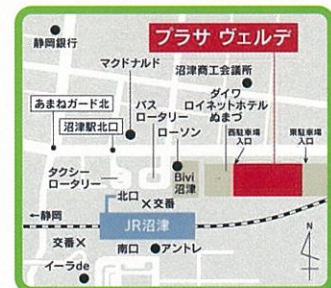 静岡銀行
プラサ ヴェルデ
マクドナルド
沼津商工会議所
ダイワ
ロイネットホテル
ぬまづ
あまねガード北
バス
ロータリー
沼津駅北口
ローソン
西駐車場
入口
東駐車場
入口
タクシー
ロータリー
Bivi
沼津
北口
交番
←静岡
JR沼津
交番
南口
アントレ
イーラde
N